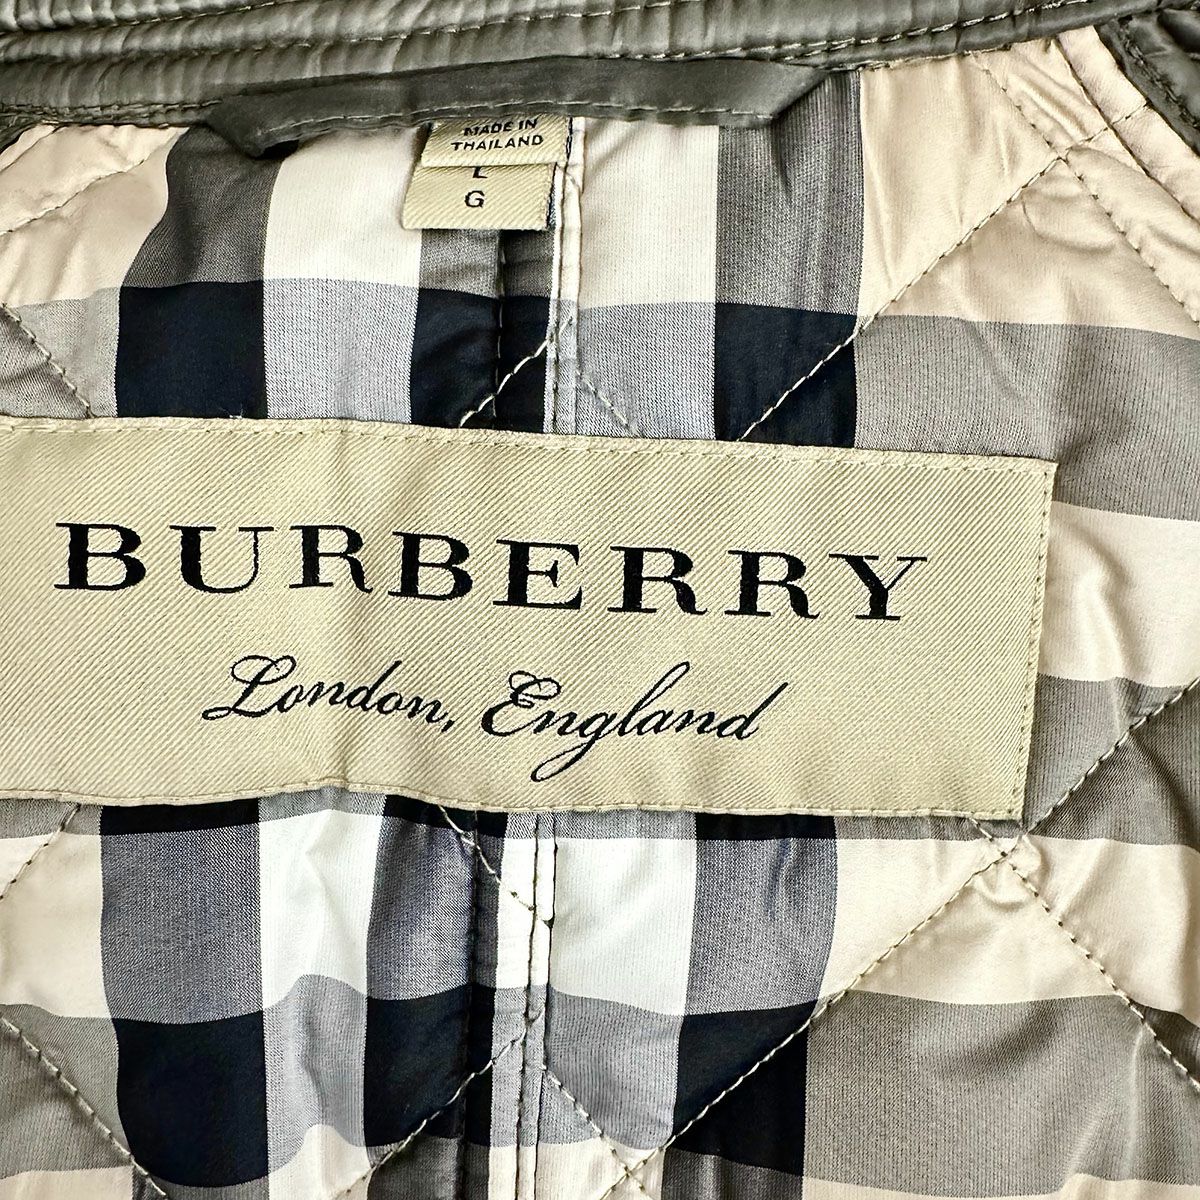 MADE IN
THAILAND
L
G
BURBERRY
London, England